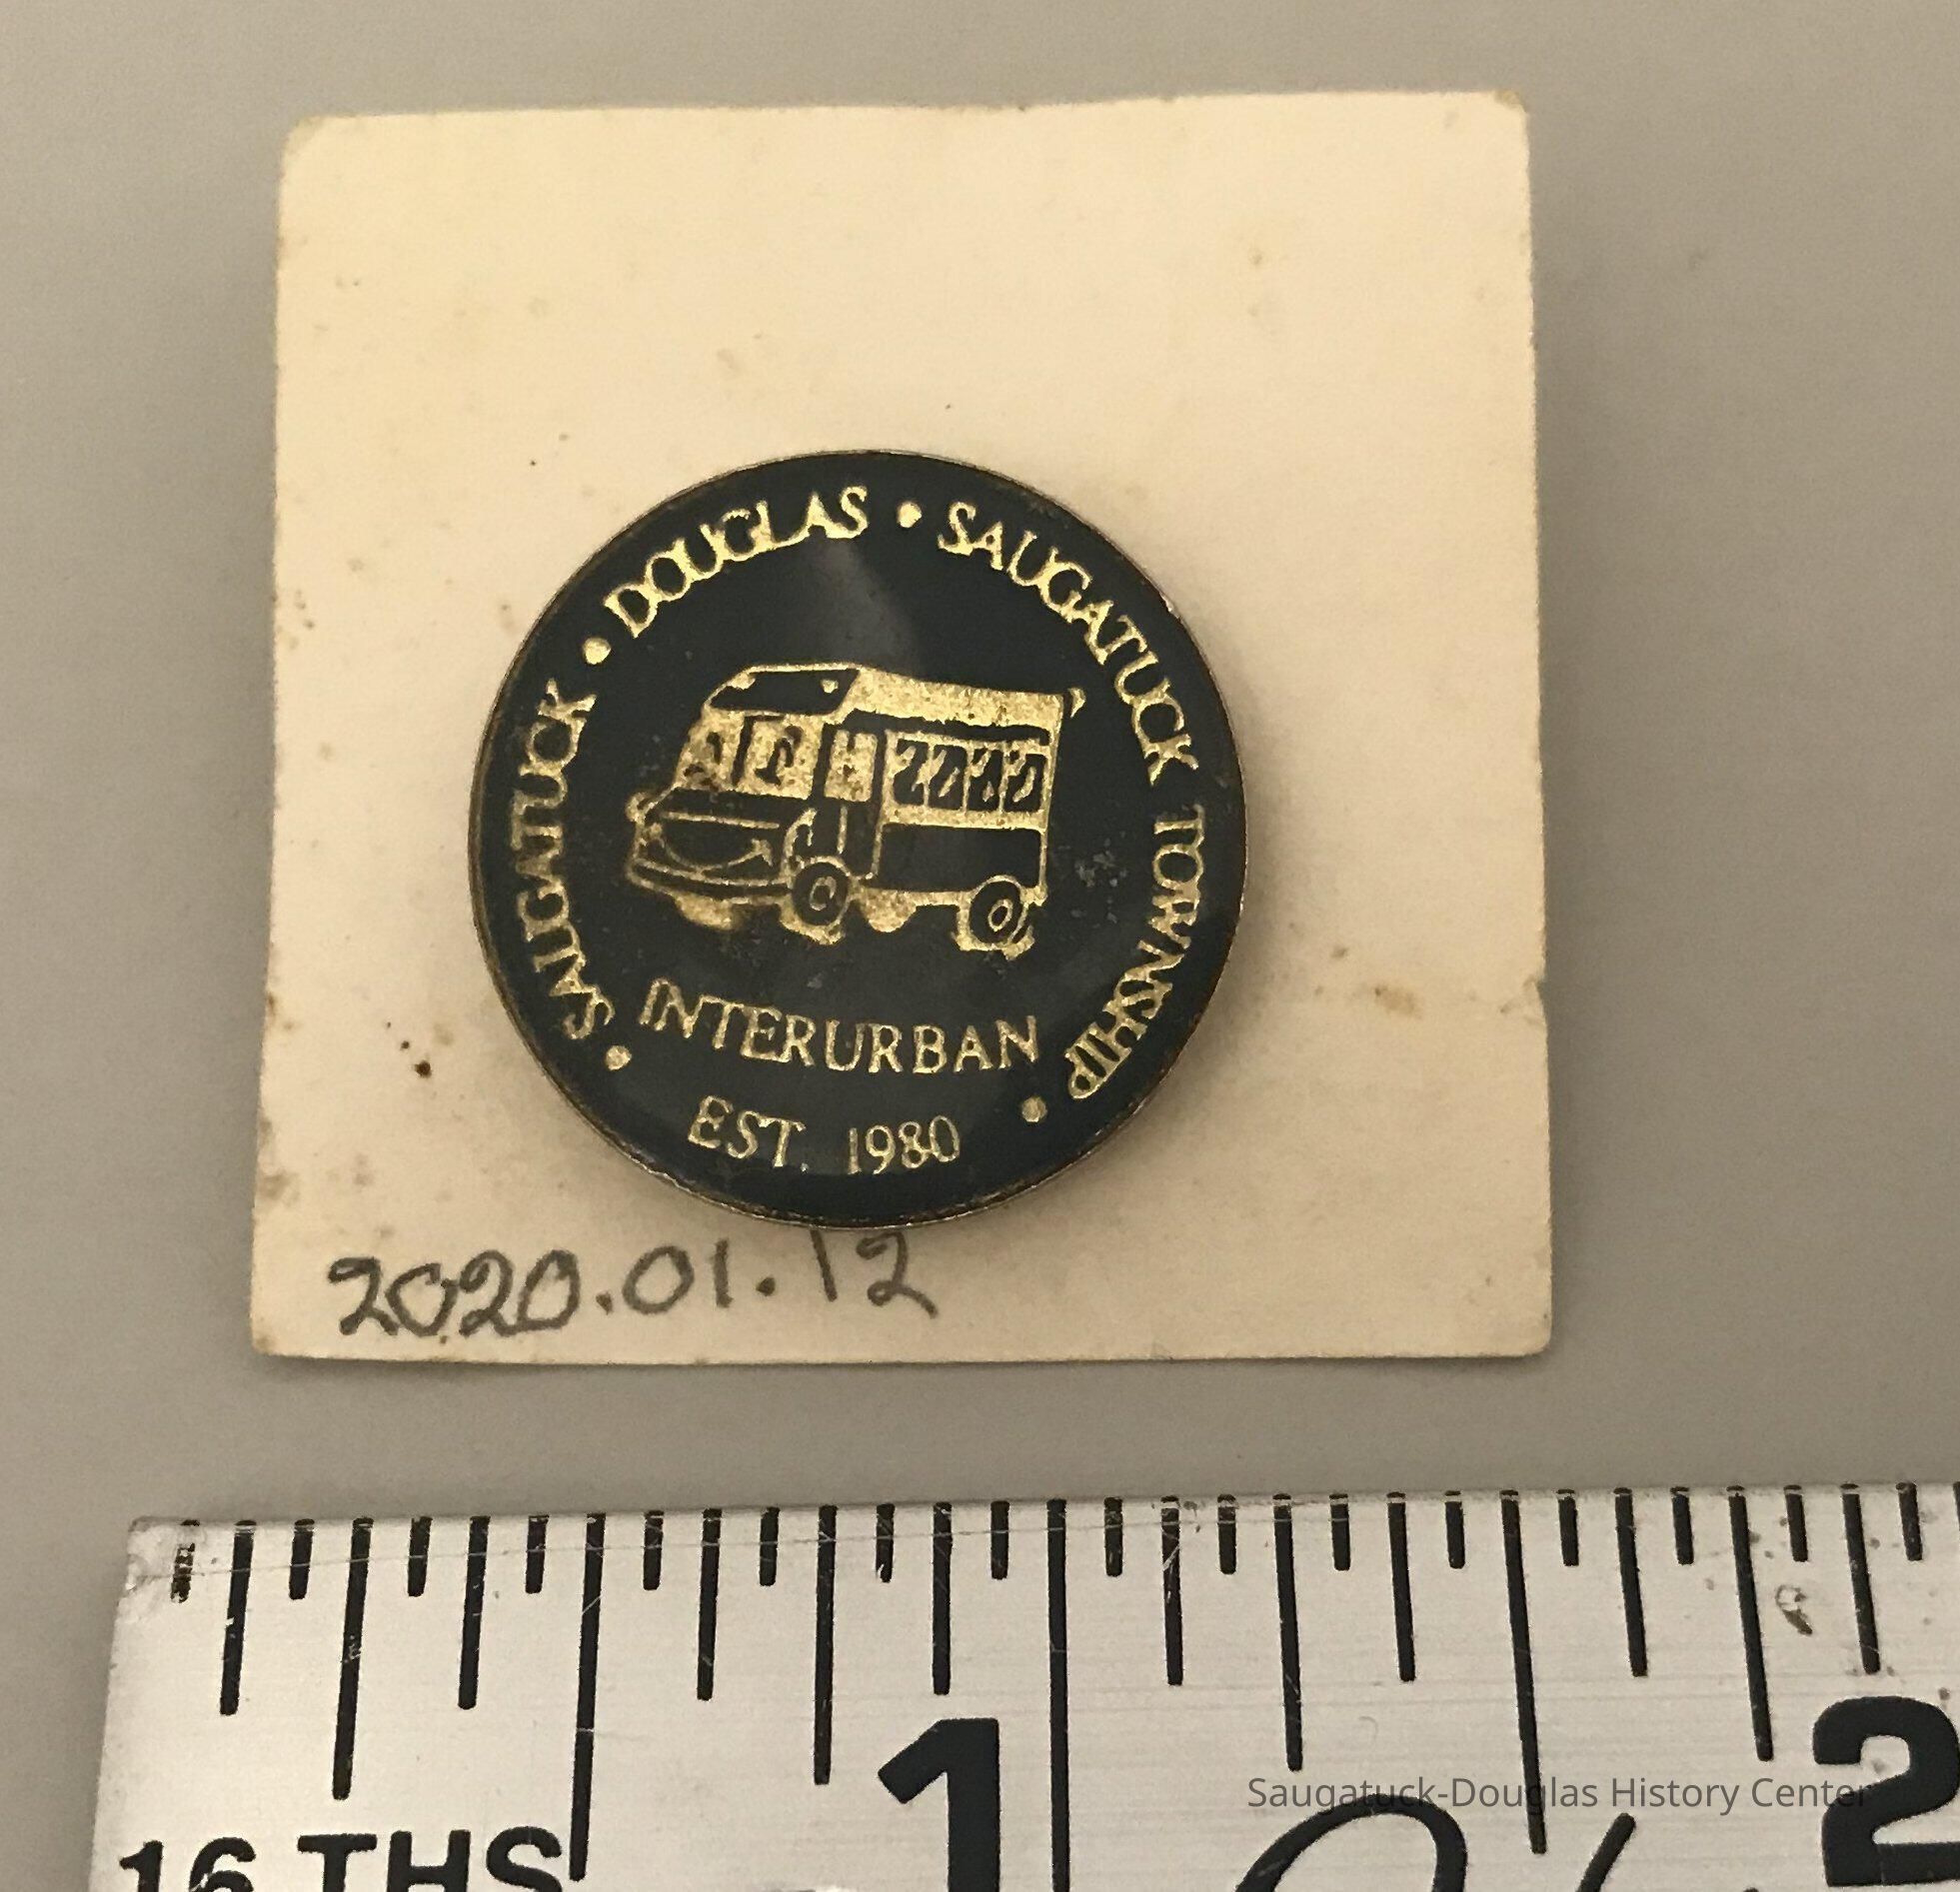 • SAUGATUCK • DOUGLAS • SAUGATUCK TOWNSHIP •
INTERURBAN
EST. 1980
2020.01.12
1
2
16 THS
Saugatuck-Douglas History Center